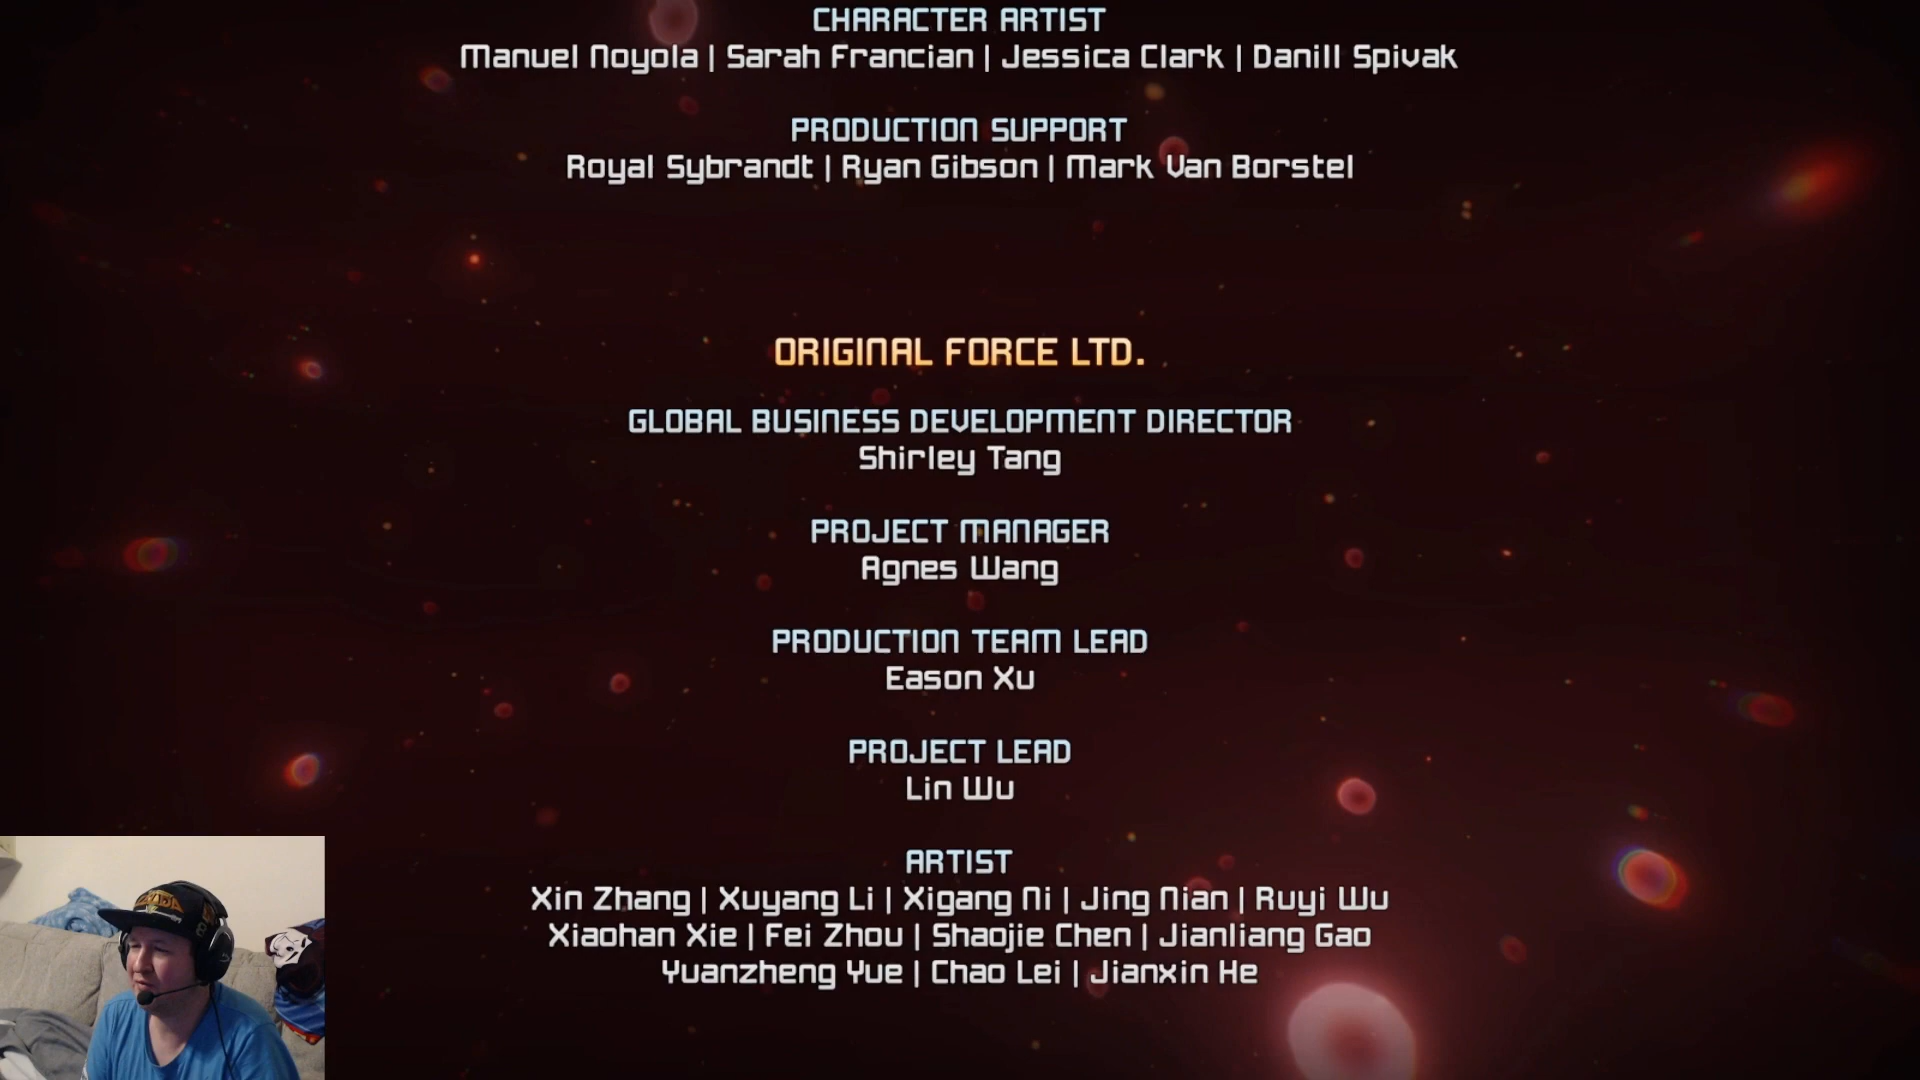 CHARACTER ARTIST
Manuel Noyola | Sarah Francian | Jessica Clark | Danill Spivak
PRODUCTION SUPPORT
Royal Sybrandt | Ryan Gibson | Mark Van Borstel
ORIGINAL FORCE LTD.
GLOBAL BUSINESS DEVELOPMENT DIRECTOR
Shirley Tang
PROJECT MANAGER
Agnes Wang
PRODUCTION TEAM LEAD
Eason Xu
PROJECT LEAD
Lin Wu
ARTIST
Xin Zhang | Xuyang Li | Xigang Ni | Jing Nian | Ruyi Wu
Xiaohan Xie | Fei Zhou | Shaojie Chen | Jianliang Gao
Yuanzheng Yue | Chao Lei | Jianxin He